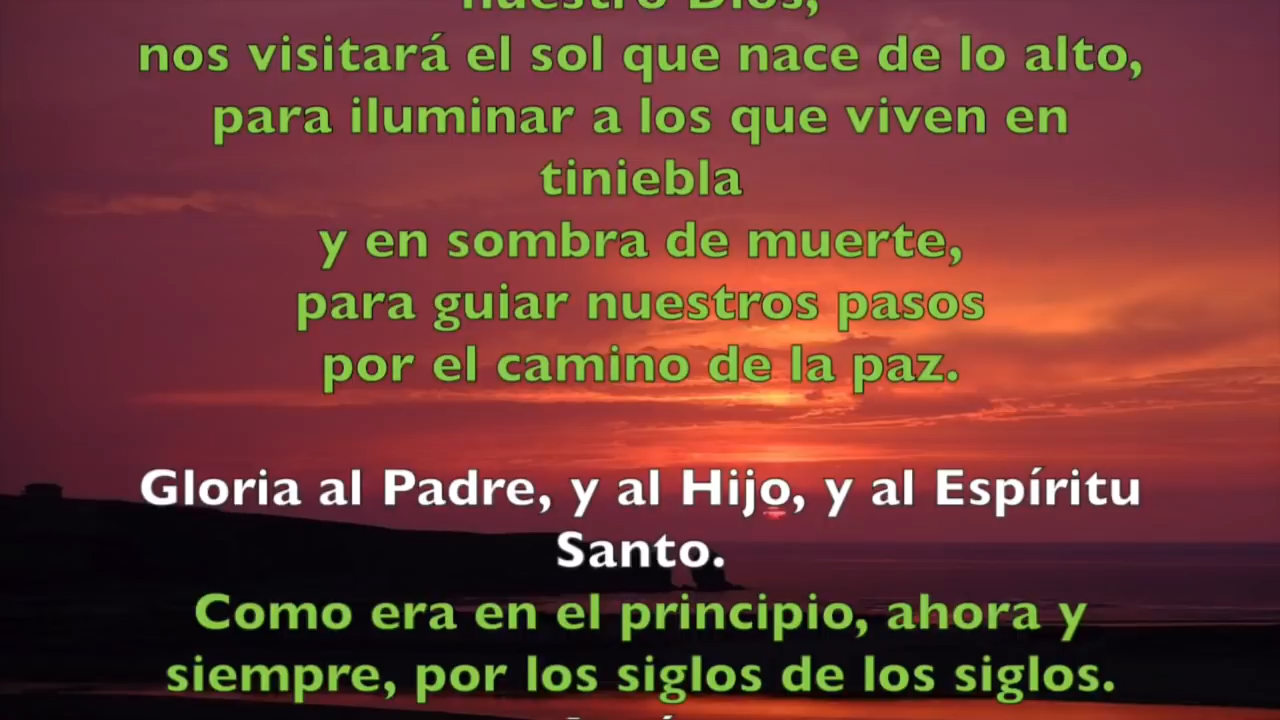 nuestro Dios,
nos visitará el sol que nace de lo alto,
para iluminar a los que viven en
tiniebla
y en sombra de muerte,
para guiar nuestros pasos
por el camino de la paz.
Gloria al Padre, y al Hijo, y al Espíritu
Santo.
Como era en el principio, ahora y
siempre, por los siglos de los siglos.